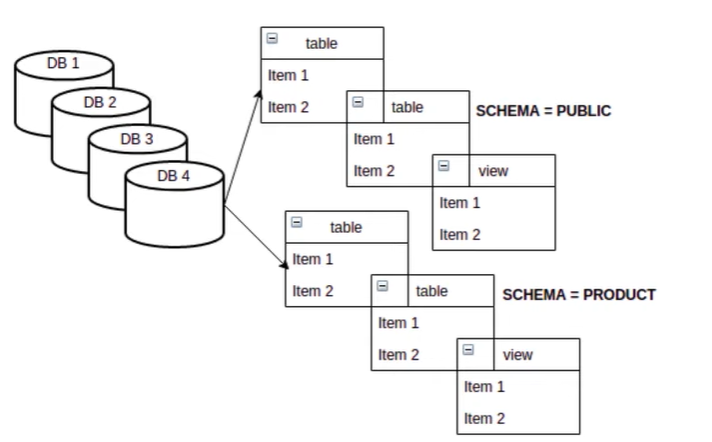 DB 1
DB 2
DB 3
DB 4
table
Item 1
Item 2
table
Item 1
Item 2
view
Item 1
Item 2
SCHEMA = PUBLIC
table
Item 1
Item 2
table
Item 1
Item 2
view
Item 1
Item 2
SCHEMA = PRODUCT